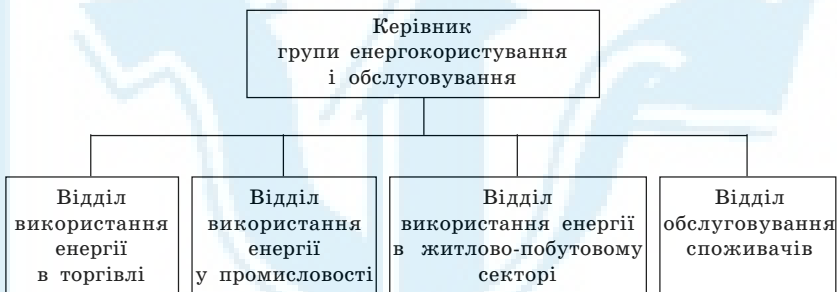 Керівник
групи енергокористування
і обслуговування
Відділ
використання
енергії
в торгівлі
Відділ
використання
енергії
у промисловості
Відділ
використання енергії
в житлово-побутовому
секторі
Відділ
обслуговування
споживачів